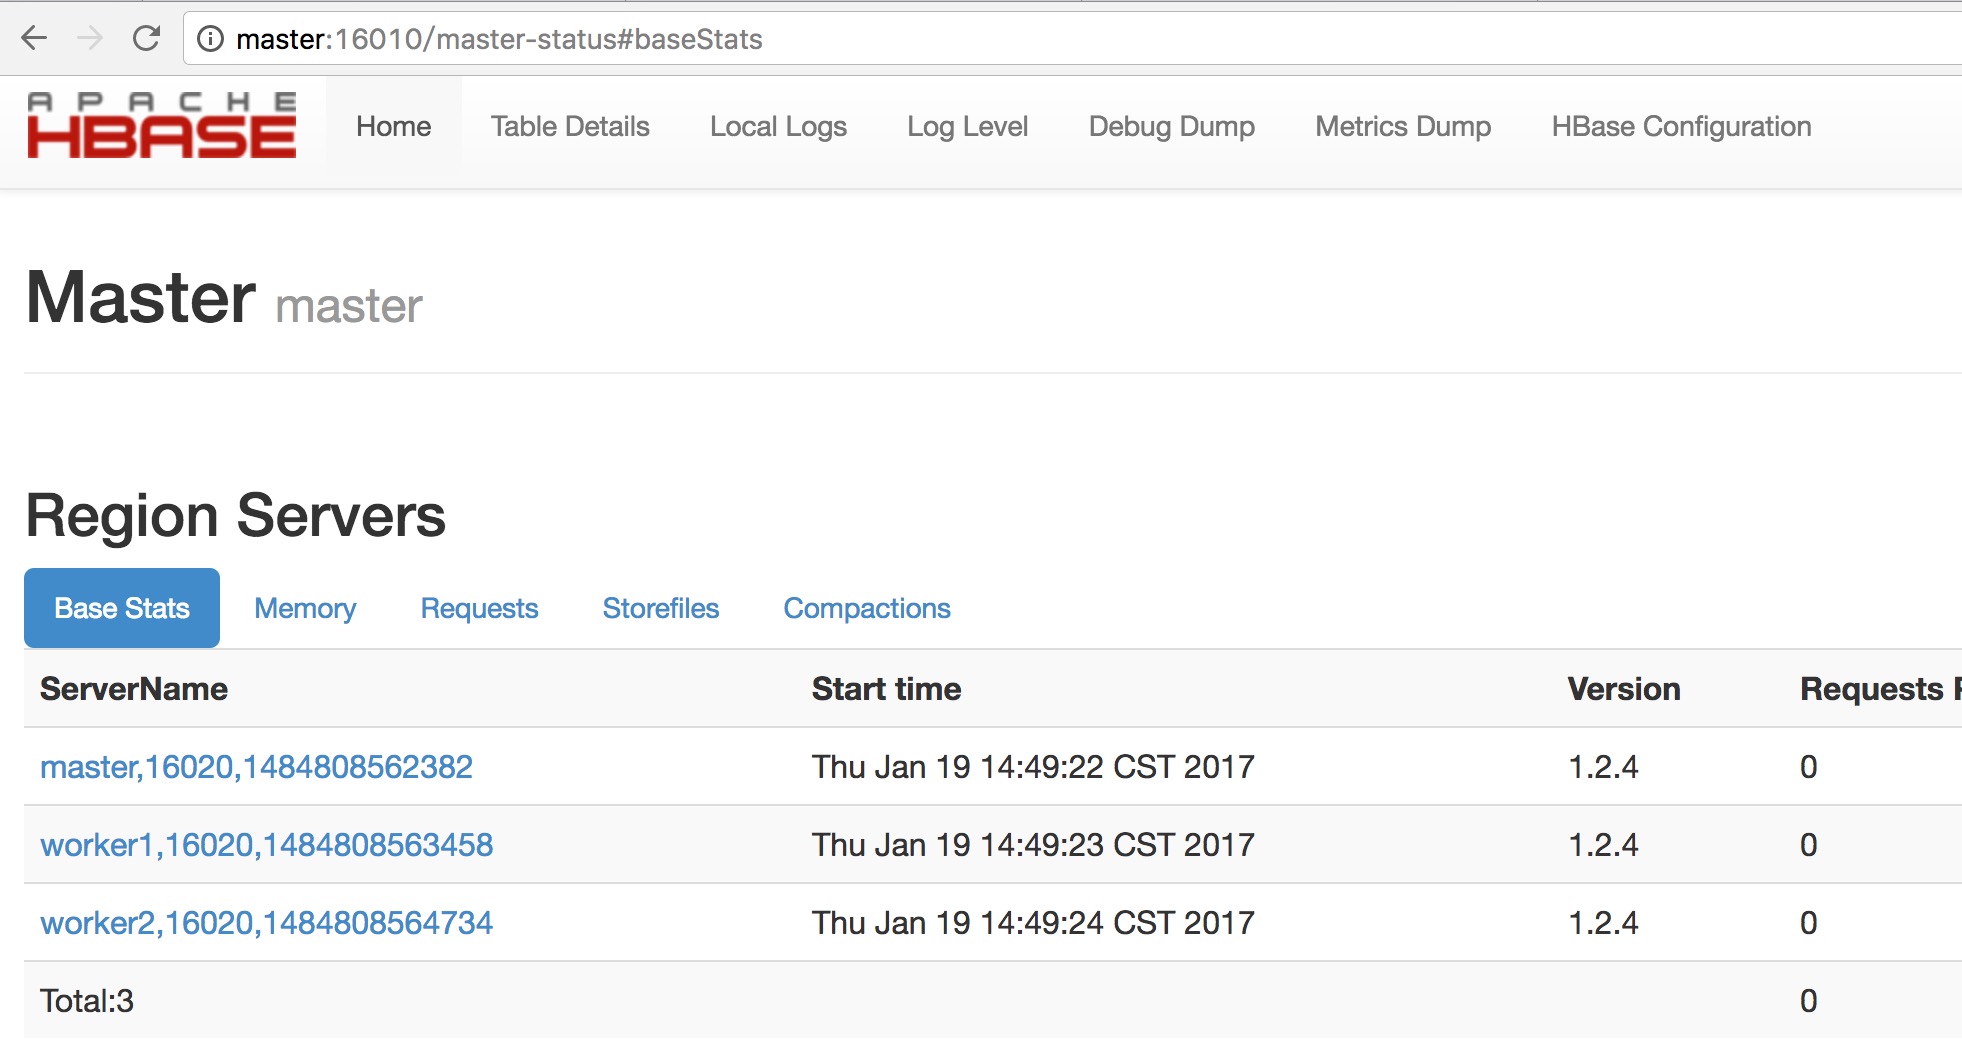 master:16010/master-status#baseStats
APACHE
HBASE
Home Table Details Local Logs Log Level Debug Dump Metrics Dump HBase Configuration
Master master
Region Servers
Base Stats Memory Requests Storefiles Compactions
ServerName Start time Version Requests
master,16020,1484808562382 Thu Jan 19 14:49:22 CST 2017 1.2.4 0
worker1,16020,1484808563458 Thu Jan 19 14:49:23 CST 2017 1.2.4 0
worker2,16020,1484808564734 Thu Jan 19 14:49:24 CST 2017 1.2.4 0
Total:3 0